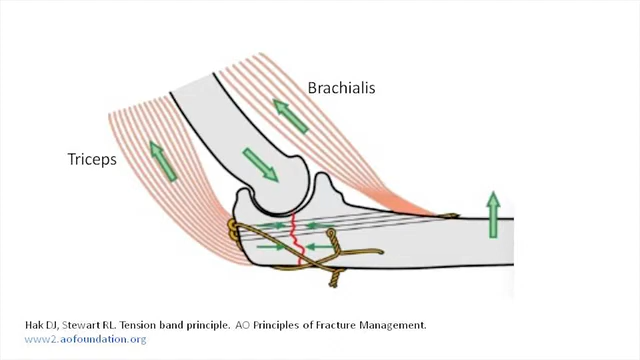 Brachialis
Triceps
Hak DJ, Stewart RL. Tension band principle. AO Principles of Fracture Management.
www2.aofoundation.org